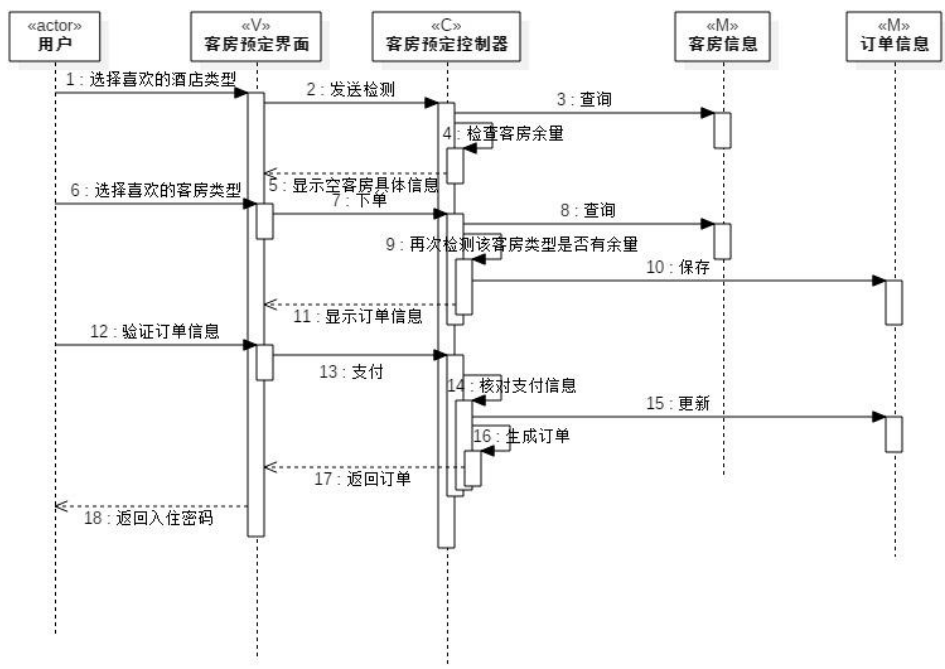 «actor»
用户
«V»
客房预定界面
«C»
客房预定控制器
«M»
客房信息
«M»
订单信息
1 : 选择喜欢的酒店类型
2 : 发送检测
3 : 查询
4 : 检查客房余量
5 : 显示空客房具体信息
6 : 选择喜欢的客房类型
7 : 下单
8 : 查询
9 : 再次检测该客房类型是否有余量
10 : 保存
11 : 显示订单信息
12 : 验证订单信息
13 : 支付
14 : 核对支付信息
15 : 更新
16 : 生成订单
17 : 返回订单
18 : 返回入住密码